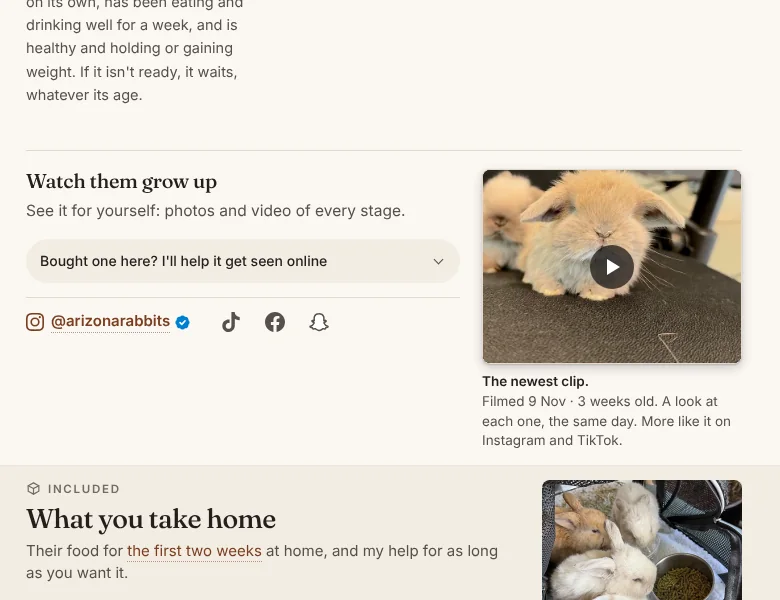 on its own, has been eating and
drinking well for a week, and is
healthy and holding or gaining
weight. If it isn't ready, it waits,
whatever its age.
Watch them grow up
See it for yourself: photos and video of every stage.
Bought one here? I'll help it get seen online
@arizonarabbits
The newest clip.
Filmed 9 Nov · 3 weeks old. A look at
each one, the same day. More like it on
Instagram and TikTok.
INCLUDED
What you take home
Their food for the first two weeks at home, and my help for as long
as you want it.